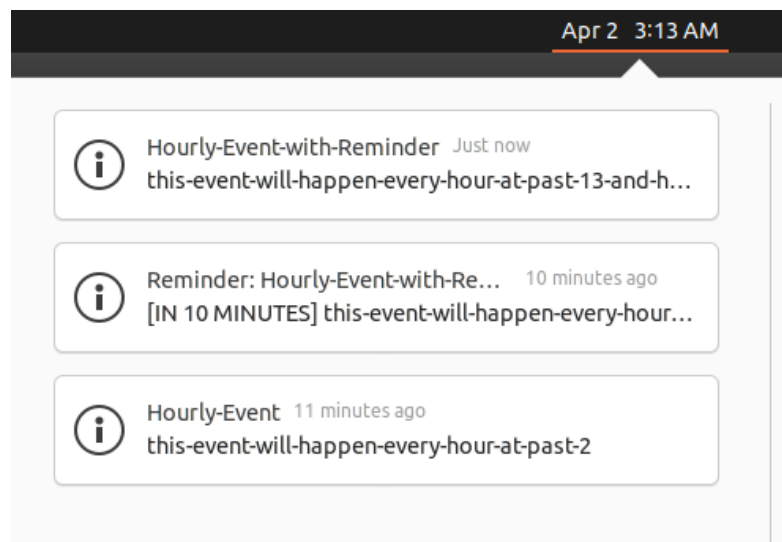 Apr 2 3:13 AM
Hourly-Event-with-Reminder Just now
this-event-will-happen-every-hour-at-past-13-and-h...
Reminder: Hourly-Event-with-Re... 10 minutes ago
[IN 10 MINUTES] this-event-will-happen-every-hour...
Hourly-Event 11 minutes ago
this-event-will-happen-every-hour-at-past-2